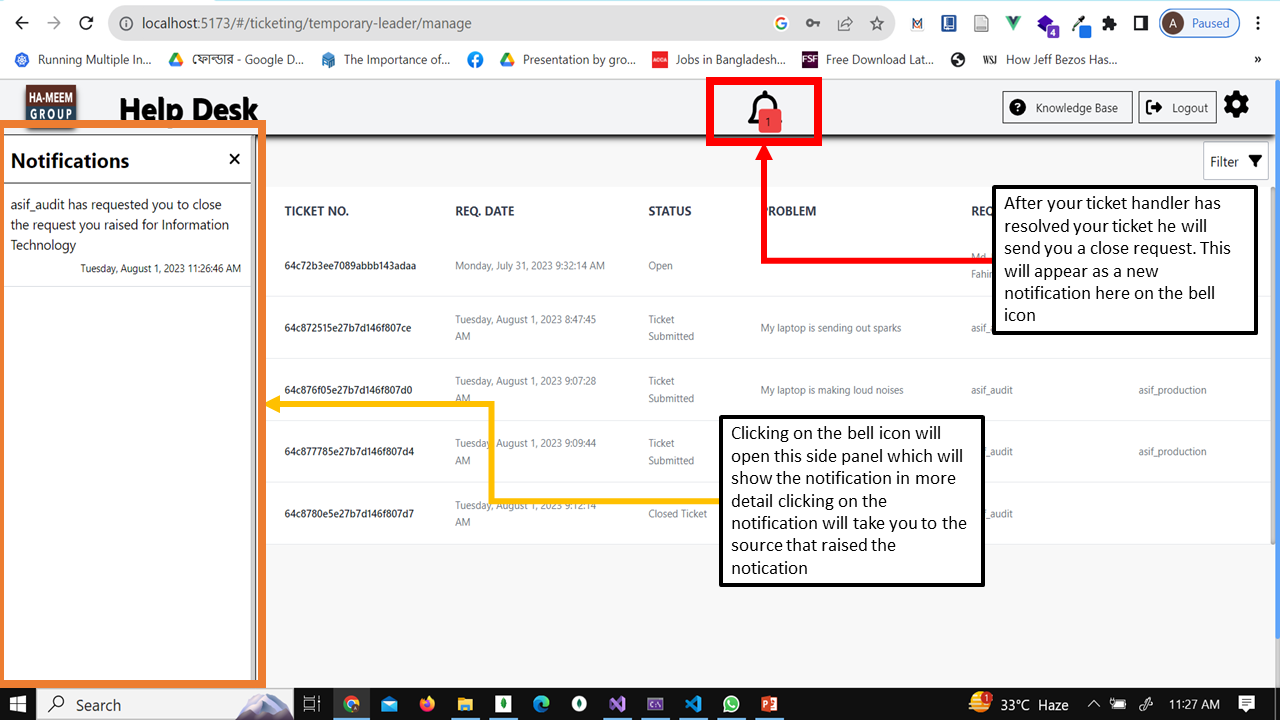 localhost:5173/#/ticketing/temporary-leader/manage
A Paused
4
Running Multiple In...
ফোল্ডার - Google D...
The Importance of...
Presentation by gro...
ACCA Jobs in Bangladesh...
FSF Free Download Lat...
WSJ How Jeff Bezos Has...
»
HA-MEEM
GROUP
Help Desk
1
Knowledge Base
Logout
Notifications
Filter
asif_audit has requested you to close
the request you raised for Information
Technology
Tuesday, August 1, 2023 11:26:46 AM
TICKET NO. REQ. DATE STATUS PROBLEM REQ
64c72b3ee7089abbb143adaa Monday, July 31, 2023 9:32:14 AM Open Md.
Fahim
64c872515e27b7d146f807ce Tuesday, August 1, 2023 8:47:45
AM Ticket
Submitted My laptop is sending out sparks asif_a
64c876f05e27b7d146f807d0 Tuesday, August 1, 2023 9:07:28
AM Ticket
Submitted My laptop is making loud noises asif_audit asif_production
64c877785e27b7d146f807d4 Tuesday, August 1, 2023 9:09:44
AM Ticket
Submitted _audit asif_production
64c8780e5e27b7d146f807d7 Tuesday, August 1, 2023 9:12:14
AM Closed Ticket _audit
After your ticket handler has
resolved your ticket he will
send you a close request. This
will appear as a new
notification here on the bell
icon
Clicking on the bell icon will
open this side panel which will
show the notification in more
detail clicking on the
notification will take you to the
source that raised the
notication
Search
1
33°C Haze
11:27 AM